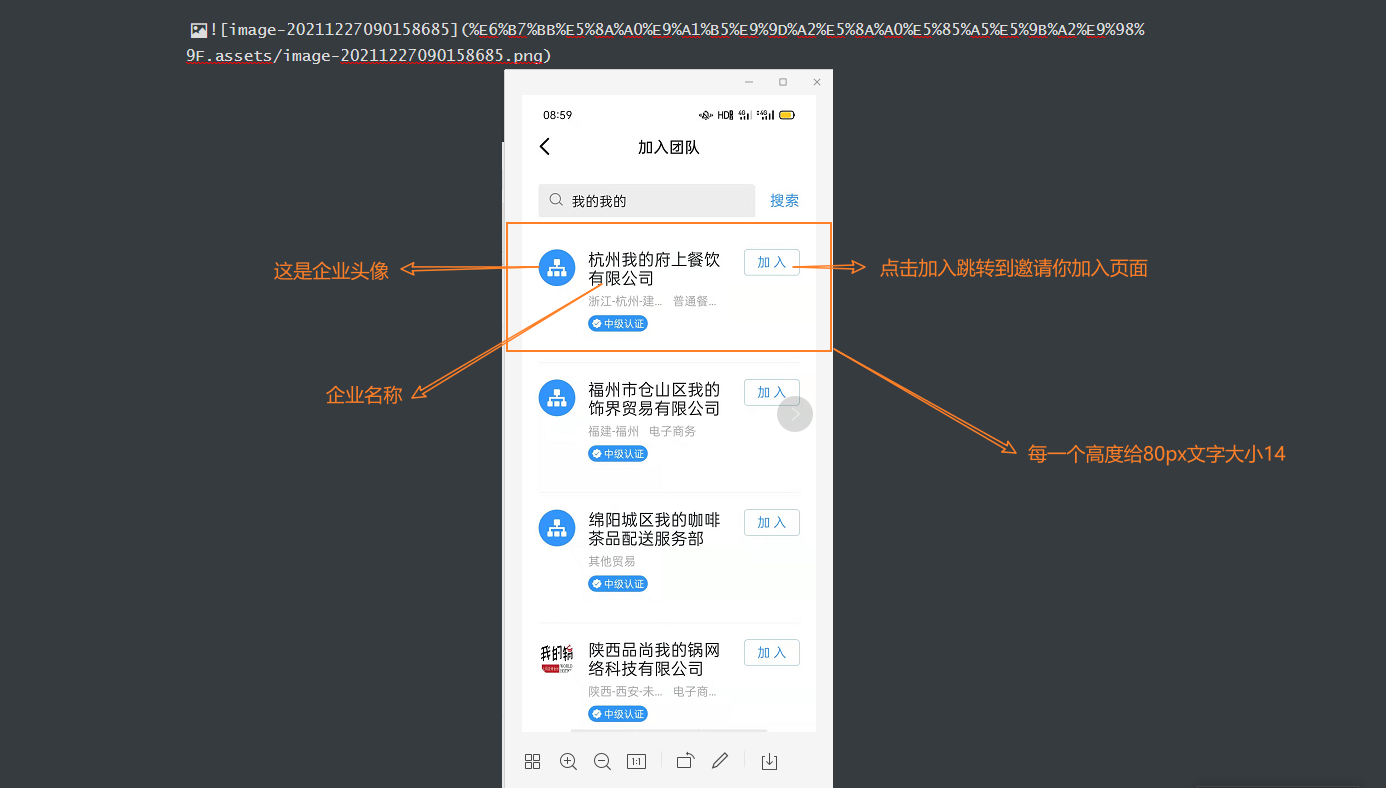 ![image-20211227090158685](%E6%B7%BB%E5%8A%A0%E9%A1%B5%E9%9D%A2%E5%8A%A0%E5%85%A5%E5%9B%A2%E9%98%
9F.assets/image-20211227090158685.png)
08:59
HD
加入团队
我的我的
搜索
这是企业头像
杭州我的府上餐饮
有限公司
加入
点击加入跳转到邀请你加入页面
浙江-杭州-建... 普通餐...
中级认证
企业名称
福州市仓山区我的
饰界贸易有限公司
加入
福建-福州 电子商务
中级认证
每一个高度给80px文字大小14
绵阳城区我的咖啡
茶品配送服务部
加入
其他贸易
中级认证
我的锅
陕西品尚我的锅网
络科技有限公司
加入
陕西-西安-未... 电子商...
中级认证
1:1